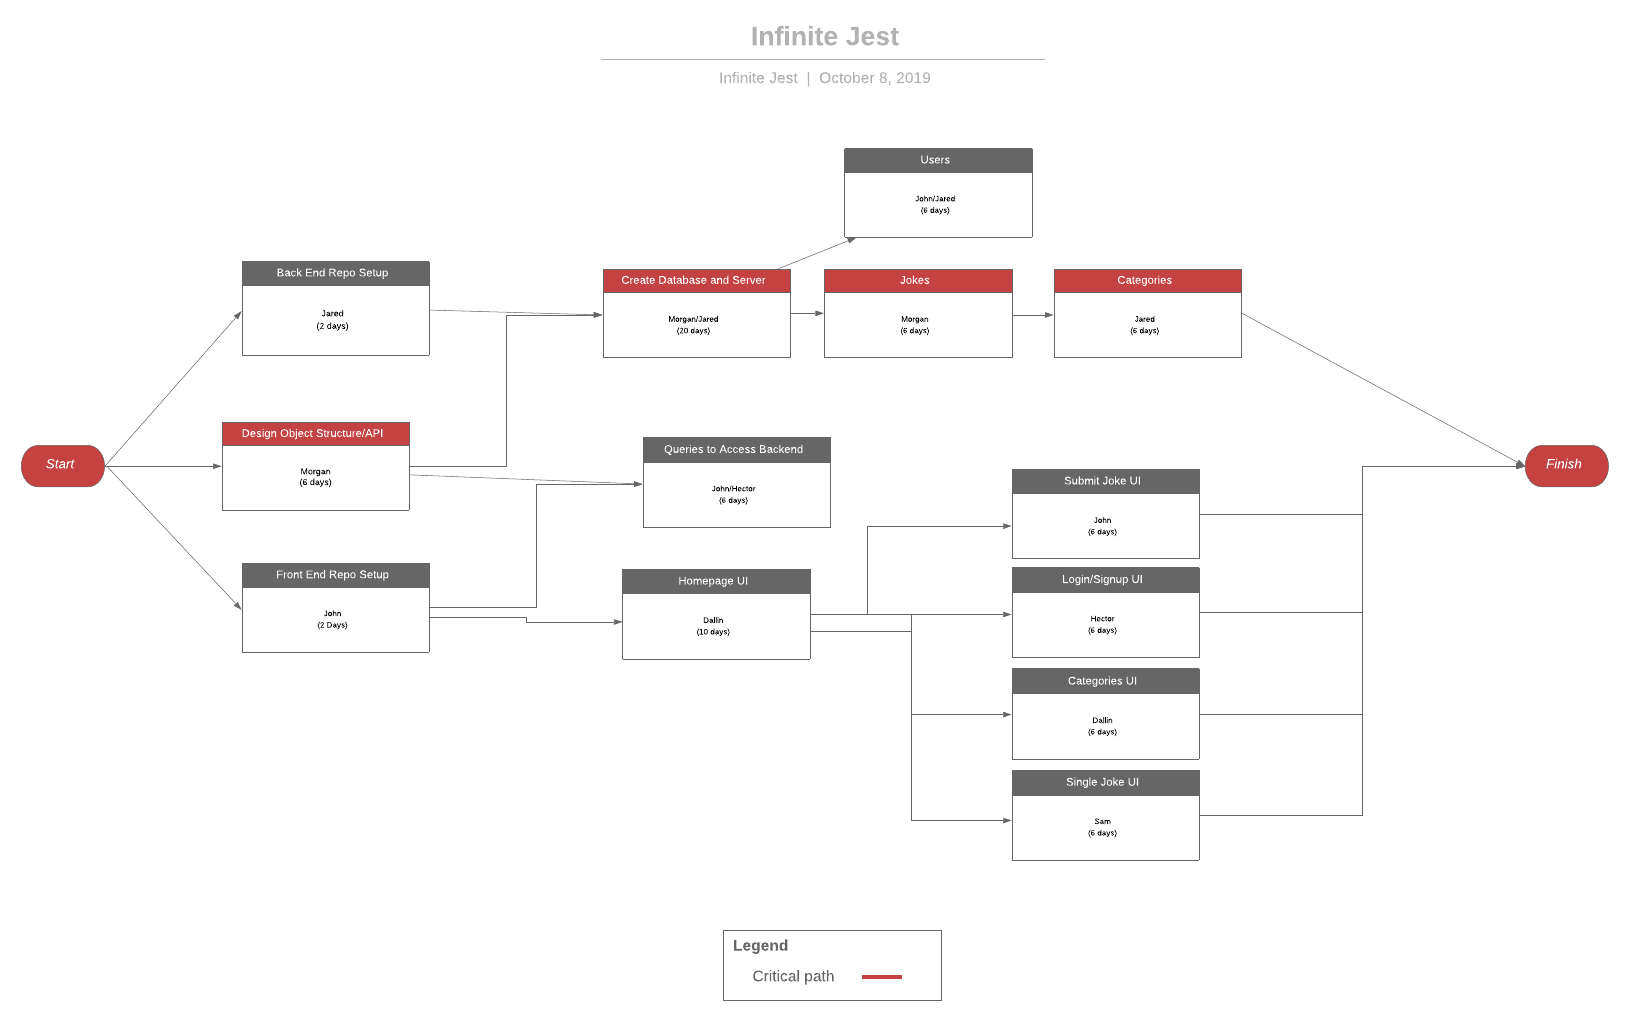 Infinite Jest
Infinite Jest | October 8, 2019
Users
John/Jared
(6 days)
Back End Repo Setup
Jared
(2 days)
Create Database and Server
Morgan/Jared
(20 days)
Jokes
Morgan
(6 days)
Categories
Jared
(6 days)
Start
Design Object Structure/API
Morgan
(6 days)
Queries to Access Backend
John/Hector
(6 days)
Finish
Submit Joke UI
John
(6 days)
Front End Repo Setup
John
(2 Days)
Homepage UI
Dallin
(10 days)
Login/Signup UI
Hector
(6 days)
Categories UI
Dallin
(6 days)
Single Joke UI
Sam
(6 days)
Legend
Critical path